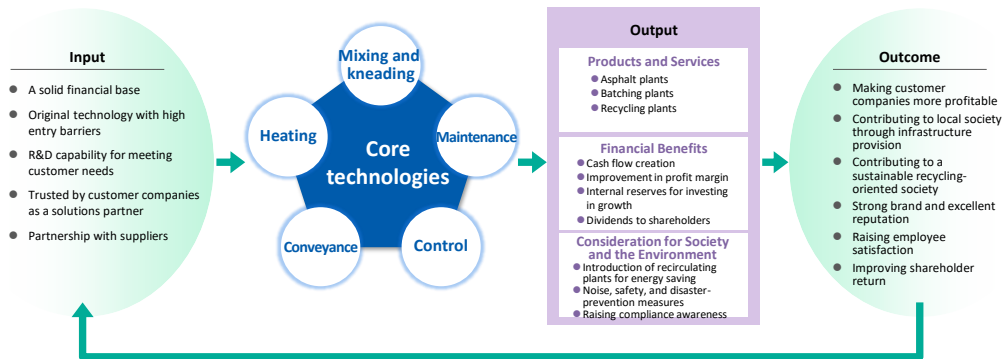 Input
A solid financial base
Original technology with high
entry barriers
R&D capability for meeting
customer needs
Trusted by customer companies
as a solutions partner
Partnership with suppliers
Mixing and
kneading
Heating
Maintenance
Core
technologies
Conveyance
Control
Output
Products and Services
Asphalt plants
Batching plants
Recycling plants
Financial Benefits
Cash flow creation
Improvement in profit margin
Internal reserves for investing
in growth
Dividends to shareholders
Consideration for Society
and the Environment
Introduction of recirculating
plants for energy saving
Noise, safety, and disaster-
prevention measures
Raising compliance awareness
Outcome
Making customer
companies more profitable
Contributing to local society
through infrastructure
provision
Contributing to a
sustainable recycling-
oriented society
Strong brand and excellent
reputation
Raising employee
satisfaction
Improving shareholder
return